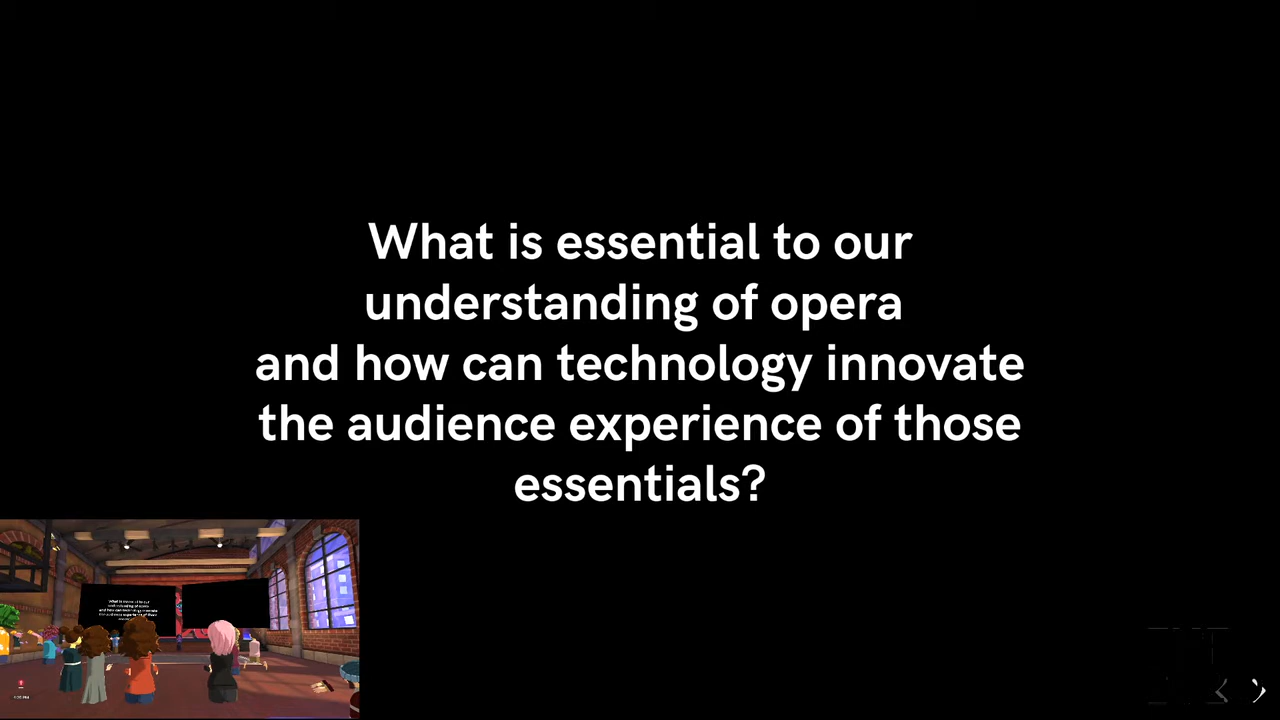 What is essential to our
understanding of opera
and how can technology innovate
the audience experience of those
essentials?